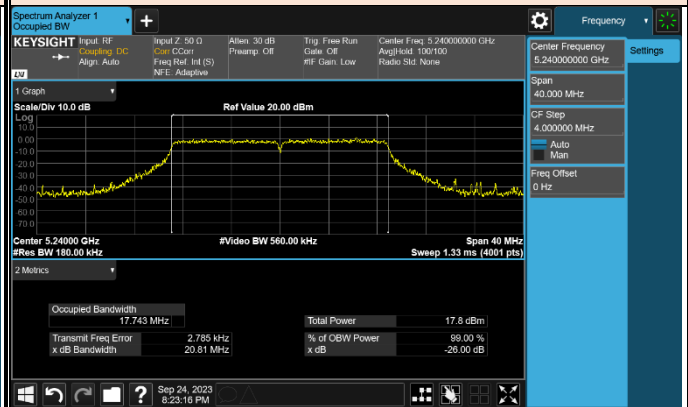 Spectrum Analyzer 1
Occupied BW
Frequency
KEYSIGHT
Input: RF
Coupling: DC
Align: Auto
Input Z: 50 Ω
Corr CCorr
Freq Ref: Int (S)
NFE: Adaptive
Atten: 30 dB
Preamp: Off
Trig: Free Run
Gate: Off
#IF Gain: Low
Center Freq: 5.240000000 GHz
Avg|Hold: 100/100
Radio Std: None
LXI
Center Frequency
5.240000000 GHz
Settings
Span
40.000 MHz
CF Step
4.000000 MHz
Auto
Man
Freq Offset
0 Hz
1 Graph
Scale/Div 10.0 dB
Ref Value 20.00 dBm
Log
10.0
0.00
-10.0
-20.0
-30.0
-40.0
-50.0
-60.0
-70.0
Center 5.24000 GHz
#Video BW 560.00 kHz
Span 40 MHz
#Res BW 180.00 kHz
Sweep 1.33 ms (4001 pts)
2 Metrics
Occupied Bandwidth
17.743 MHz
Total Power
17.8 dBm
Transmit Freq Error
2.785 kHz
% of OBW Power
99.00 %
x dB Bandwidth
20.81 MHz
x dB
-26.00 dB
Sep 24, 2023
8:23:16 PM